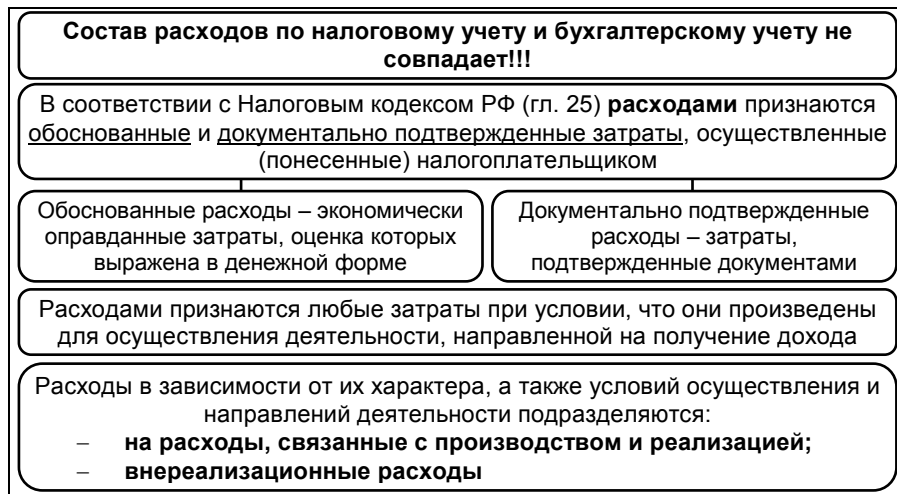 Состав расходов по налоговому учету и бухгалтерскому учету не
совпадает!!!
В соответствии с Налоговым кодексом РФ (гл. 25) расходами признаются
обоснованные и документально подтвержденные затраты, осуществленные
(понесенные) налогоплательщиком
Обоснованные расходы – экономически
оправданные затраты, оценка которых
выражена в денежной форме
Документально подтвержденные
расходы – затраты,
подтвержденные документами
Расходами признаются любые затраты при условии, что они произведены
для осуществления деятельности, направленной на получение дохода
Расходы в зависимости от их характера, а также условий осуществления и
направлений деятельности подразделяются:
– на расходы, связанные с производством и реализацией;
– внереализационные расходы